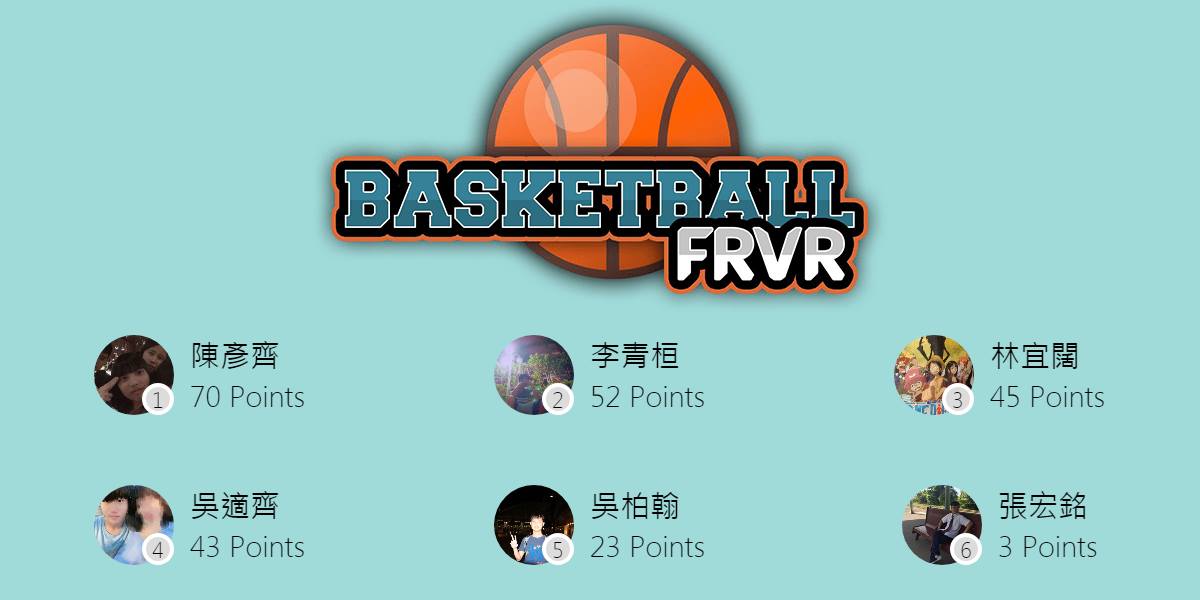 BASKETBALL
FRVR
陳彥齊
70 Points
1
李青桓
52 Points
2
林宜闊
45 Points
3
吳適齊
43 Points
4
吳柏翰
23 Points
5
張宏銘
3 Points
6